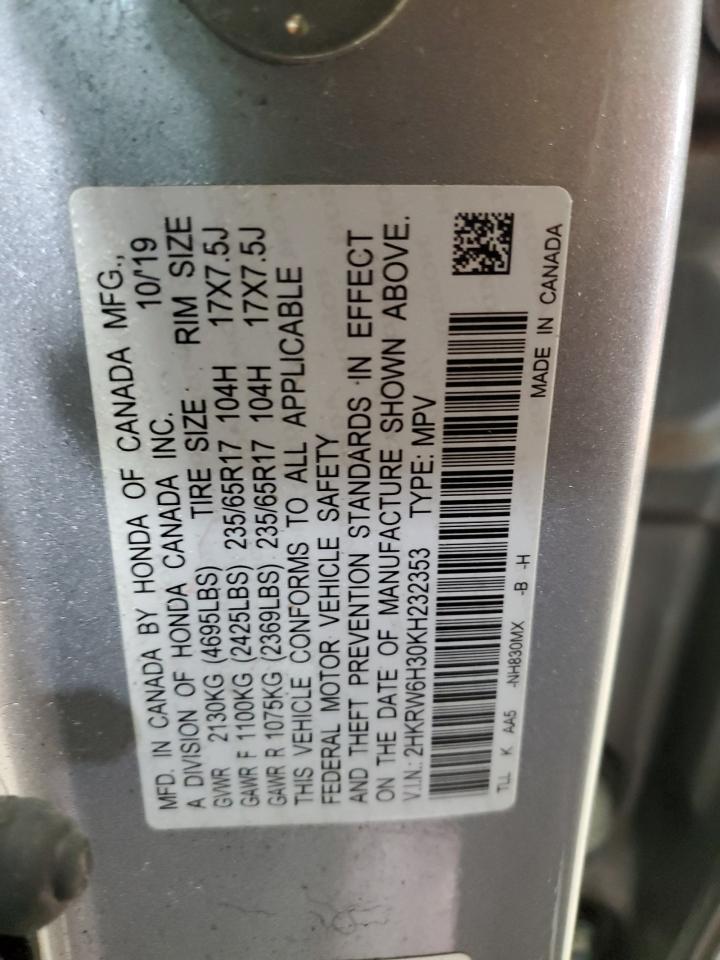 MFD. IN CANADA BY HONDA OF CANADA MFG.,
A DIVISION OF HONDA CANADA INC. 10/'19
GVWR 2130KG (4695LBS) TIRE SIZE RIM SIZE
GAWR F 1100KG (2425LBS) 235/65R17 104H 17X7.5J
GAWR R 1075KG (2369LBS) 235/65R17 104H 17X7.5J
THIS VEHICLE CONFORMS TO ALL APPLICABLE
FEDERAL MOTOR VEHICLE SAFETY
AND THEFT PREVENTION STANDARDS IN EFFECT
ON THE DATE OF MANUFACTURE SHOWN ABOVE.
V.I.N.: 2HKRW6H30KH232353 TYPE: MPV
TLL K AA5 -NH830MX -B -H
MADE IN CANADA